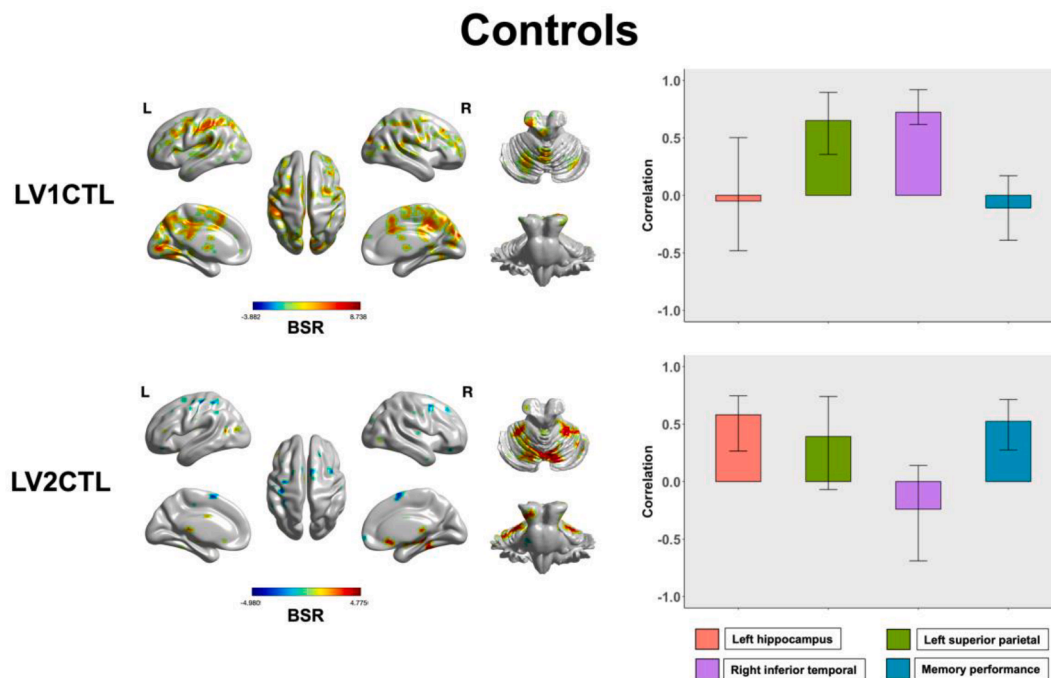 Controls
L
R
LV1CTL
-3.882
8.738
BSR
1.0
0.5
0.0
-0.5
-1.0
Correlation
L
R
LV2CTL
-4.980
4.775
BSR
1.0
0.5
0.0
-0.5
-1.0
Correlation
Left hippocampus
Left superior parietal
Right inferior temporal
Memory performance